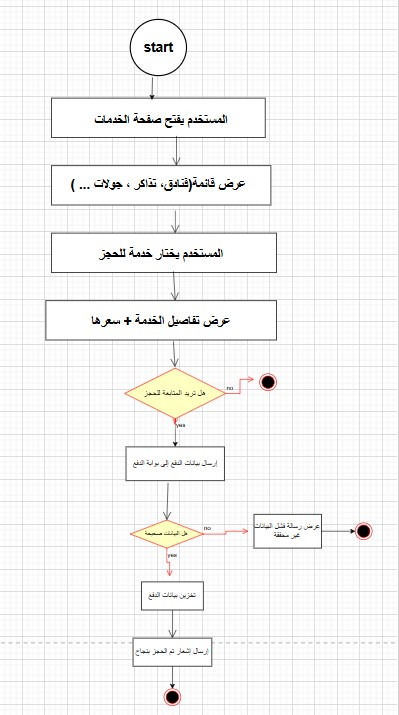 start
المستخدم يفتح صفحة الخدمات
عرض قائمة(فنادق، تذاكر ، جولات ... )
المستخدم يختار خدمة للحجز
عرض تفاصيل الخدمة + سعرها
هل تريد المتابعة للحجز
no
yes
إرسال بيانات الدفع إلى بوابة الدفع
هل البيانات صحيحة
no
عرض رسالة فشل البيانات
غير محققة
yes
تخزين بيانات الدفع
إرسال إشعار تم الحجز بنجاح